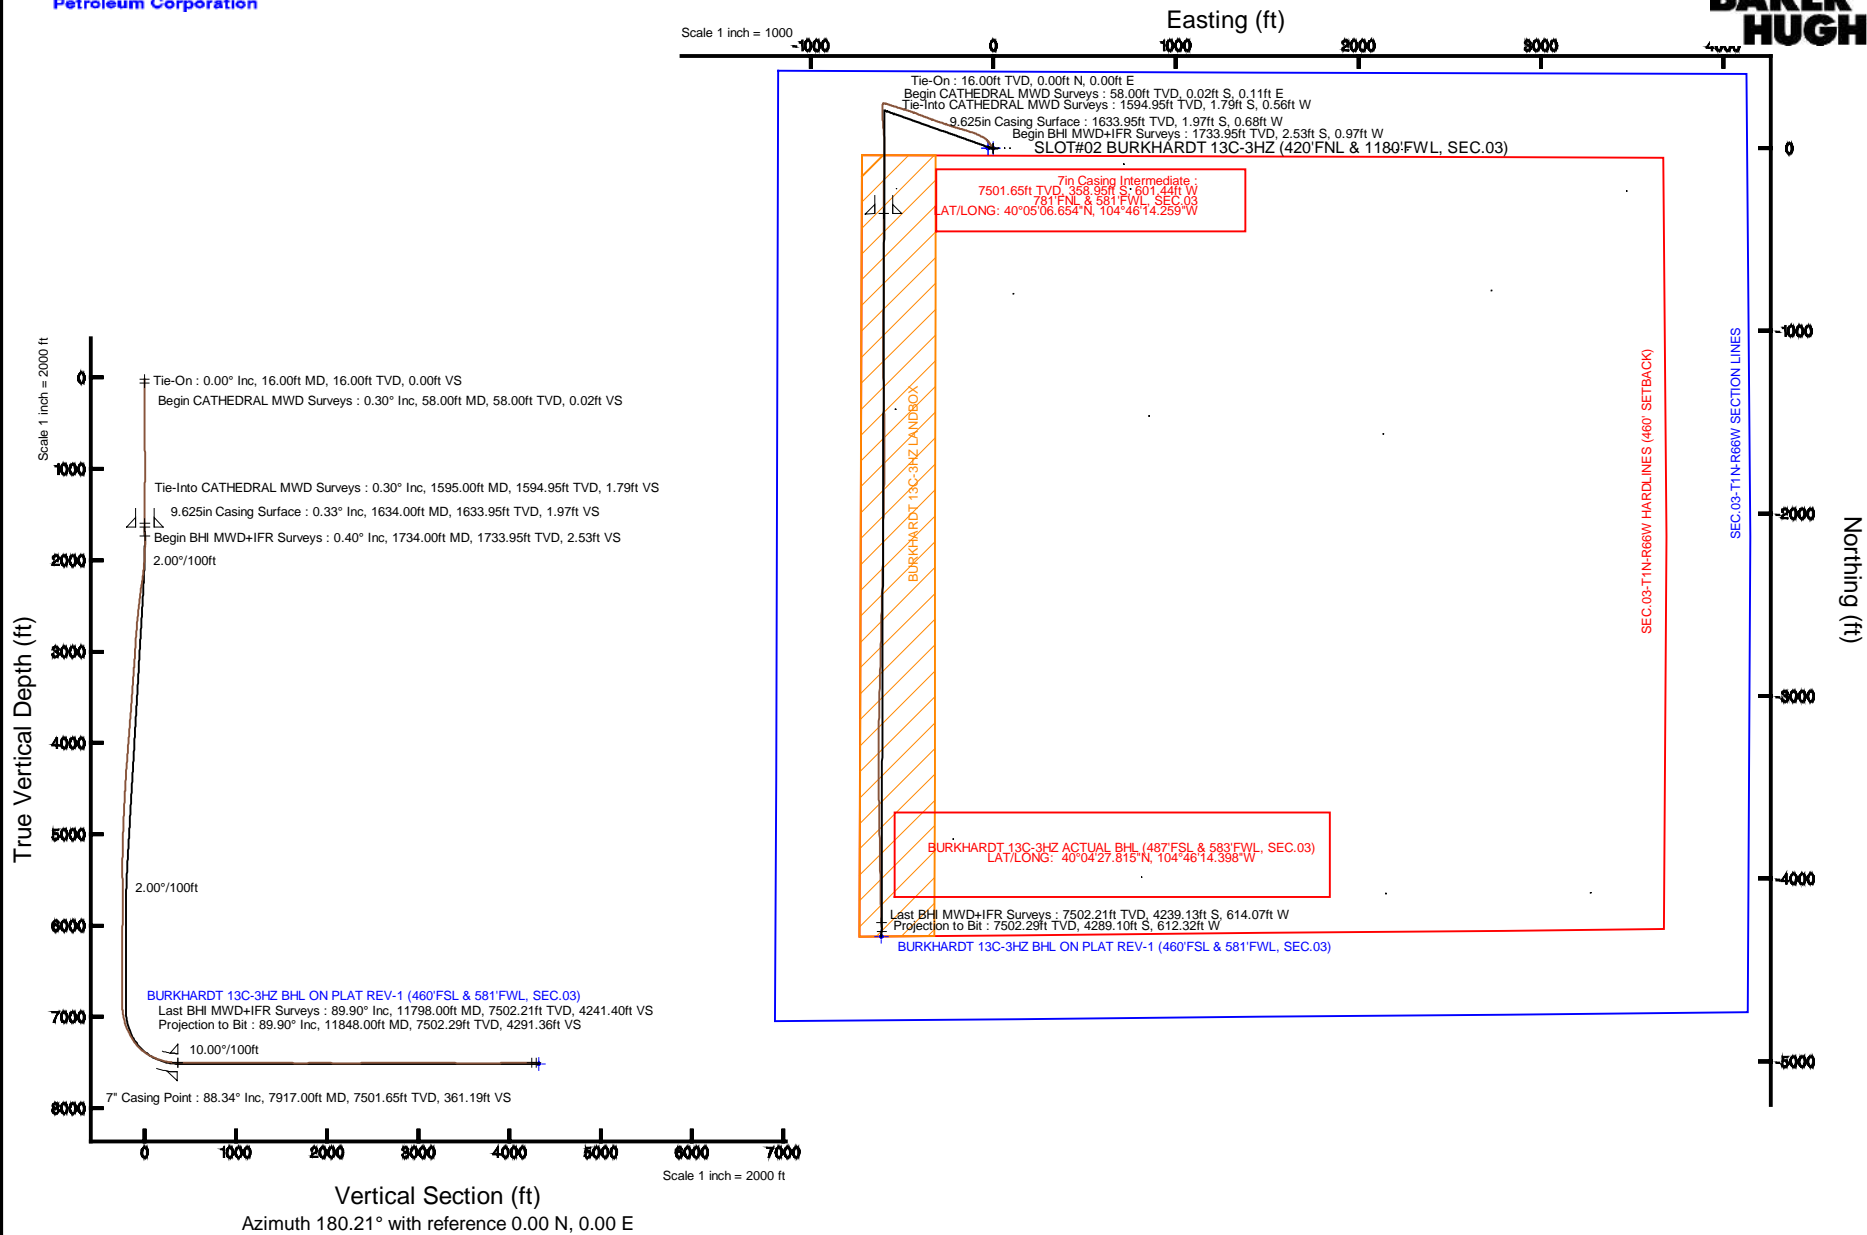 Petroleum Corporation
BAKER
HUGH
Easting (ft)
Scale 1 inch = 1000
-1000
0
1000
2000
3000
4000
Tie-On : 16.00ft TVD, 0.00ft N, 0.00ft E
Begin CATHEDRAL MWD Surveys : 58.00ft TVD, 0.02ft S, 0.11ft E
Tie-Into CATHEDRAL MWD Surveys : 1594.95ft TVD, 1.79ft S, 0.56ft W
9.625in Casing Surface : 1633.95ft TVD, 1.97ft S, 0.68ft W
Begin BHI MWD+IFR Surveys : 1733.95ft TVD, 2.53ft S, 0.97ft W
SLOT#02 BURKHARDT 13C-3HZ (420'FNL & 1180'FWL, SEC.03)
7in Casing Intermediate :
7501.65ft TVD, 358.95ft S, 601.44ft W
781'FNL & 581'FWL, SEC.03
LAT/LONG: 40°05'06.654"N, 104°46'14.259"W
BURKHARDT 13C-3HZ LANDBOX
SEC.03-T1N-R66W HARDLINES (460' SETBACK)
SEC.03-T1N-R66W SECTION LINES
BURKHARDT 13C-3HZ ACTUAL BHL (487'FSL & 583'FWL, SEC.03)
LAT/LONG: 40°04'27.815"N, 104°46'14.398"W
Last BHI MWD+IFR Surveys : 7502.21ft TVD, 4239.13ft S, 614.07ft W
Projection to Bit : 7502.29ft TVD, 4289.10ft S, 612.32ft W
BURKHARDT 13C-3HZ BHL ON PLAT REV-1 (460'FSL & 581'FWL, SEC.03)
0
-1000
-2000
-3000
-4000
-5000
Northing (ft)
Scale 1 inch = 2000 ft
True Vertical Depth (ft)
0
1000
2000
3000
4000
5000
6000
7000
8000
Tie-On : 0.00° Inc, 16.00ft MD, 16.00ft TVD, 0.00ft VS
Begin CATHEDRAL MWD Surveys : 0.30° Inc, 58.00ft MD, 58.00ft TVD, 0.02ft VS
Tie-Into CATHEDRAL MWD Surveys : 0.30° Inc, 1595.00ft MD, 1594.95ft TVD, 1.79ft VS
9.625in Casing Surface : 0.33° Inc, 1634.00ft MD, 1633.95ft TVD, 1.97ft VS
Begin BHI MWD+IFR Surveys : 0.40° Inc, 1734.00ft MD, 1733.95ft TVD, 2.53ft VS
2.00°/100ft
2.00°/100ft
BURKHARDT 13C-3HZ BHL ON PLAT REV-1 (460'FSL & 581'FWL, SEC.03)
Last BHI MWD+IFR Surveys : 89.90° Inc, 11798.00ft MD, 7502.21ft TVD, 4241.40ft VS
Projection to Bit : 89.90° Inc, 11848.00ft MD, 7502.29ft TVD, 4291.36ft VS
10.00°/100ft
7" Casing Point : 88.34° Inc, 7917.00ft MD, 7501.65ft TVD, 361.19ft VS
0
1000
2000
3000
4000
5000
6000
7000
Scale 1 inch = 2000 ft
Vertical Section (ft)
Azimuth 180.21° with reference 0.00 N, 0.00 E